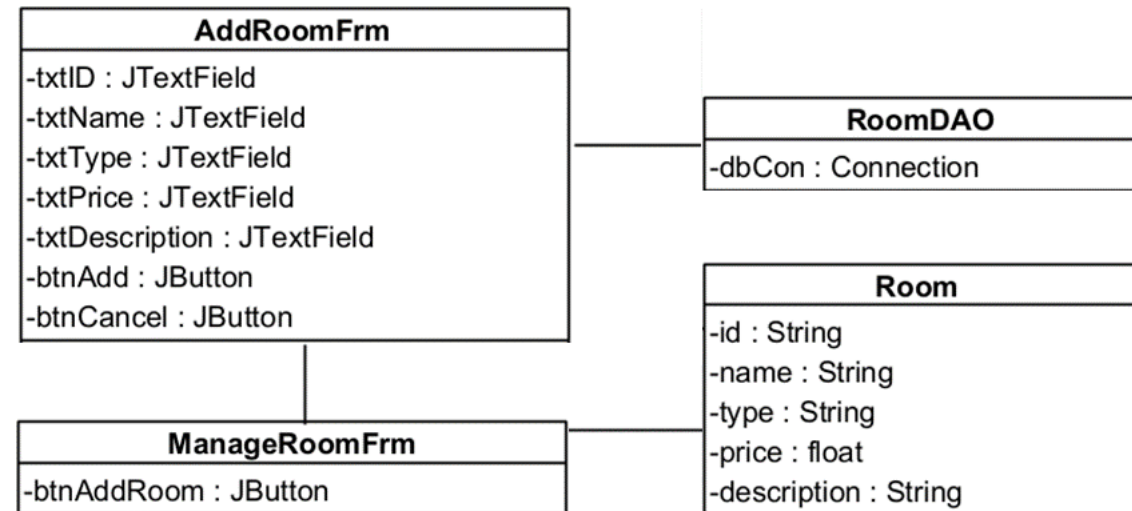 AddRoomFrm
-txtID : JTextField
-txtName : JTextField
-txtType : JTextField
-txtPrice : JTextField
-txtDescription : JTextField
-btnAdd : JButton
-btnCancel : JButton
RoomDAO
-dbCon : Connection
ManageRoomFrm
-btnAddRoom : JButton
Room
-id : String
-name : String
-type : String
-price : float
-description : String